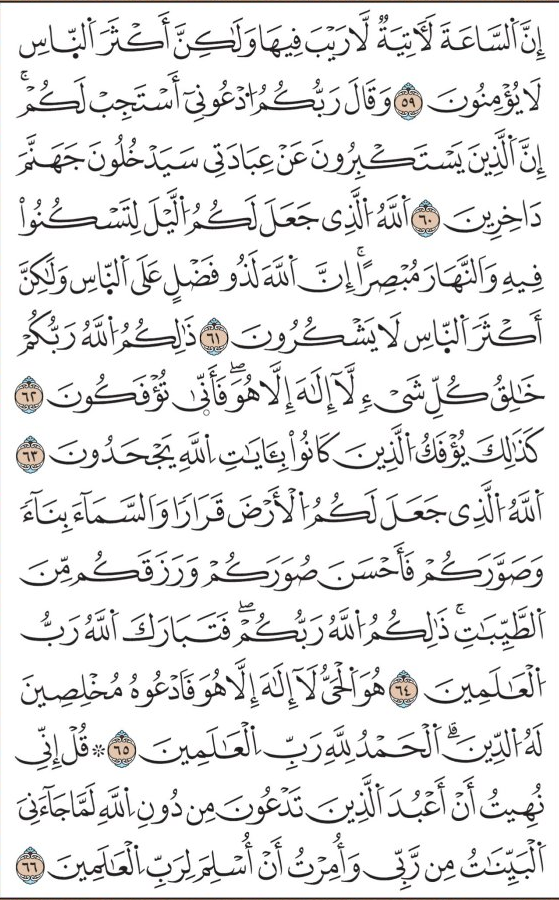 إِنَّ ٱلسَّاعَةَ لَأٓتِيَةٌ لَّا رَيْبَ فِيهَا وَلَٰكِنَّ أَكْثَرَ ٱلنَّاسِ
لَا يُؤْمِنُونَ ٥٩ وَقَالَ رَبُّكُمُ ٱدْعُونِىٓ أَسْتَجِبْ لَكُمْ ۚ
إِنَّ ٱلَّذِينَ يَسْتَكْبِرُونَ عَنْ عِبَادَتِى سَيَدْخُلُونَ جَهَنَّمَ
دَاخِرِينَ ٦٠ ٱللَّهُ ٱلَّذِى جَعَلَ لَكُمُ ٱلَّيْلَ لِتَسْكُنُوا۟
فِيهِ وَٱلنَّهَارَ مُبْصِرًا ۚ إِنَّ ٱللَّهَ لَذُو فَضْلٍ عَلَى ٱلنَّاسِ وَلَٰكِنَّ
أَكْثَرَ ٱلنَّاسِ لَا يَشْكُرُونَ ٦١ ذَٰلِكُمُ ٱللَّهُ رَبُّكُمْ
خَٰلِقُ كُلِّ شَىْءٍ لَّآ إِلَٰهَ إِلَّا هُوَ ۖ فَأَنَّىٰ تُؤْفَكُونَ ٦٢
كَذَٰلِكَ يُؤْفَكُ ٱلَّذِينَ كَانُوا۟ بِـَٔايَٰتِ ٱللَّهِ يَجْحَدُونَ ٦٣
ٱللَّهُ ٱلَّذِى جَعَلَ لَكُمُ ٱلْأَرْضَ قَرَارًا وَٱلسَّمَآءَ بِنَآءً
وَصَوَّرَكُمْ فَأَحْسَنَ صُوَرَكُمْ وَرَزَقَكُم مِّنَ
ٱلطَّيِّبَٰتِ ۚ ذَٰلِكُمُ ٱللَّهُ رَبُّكُمْ ۖ فَتَبَارَكَ ٱللَّهُ رَبُّ
ٱلْعَٰلَمِينَ ٦٤ هُوَ ٱلْحَىُّ لَآ إِلَٰهَ إِلَّا هُوَ فَٱدْعُوهُ مُخْلِصِينَ
لَهُ ٱلدِّينَ ۗ ٱلْحَمْدُ لِلَّهِ رَبِّ ٱلْعَٰلَمِينَ ٦٥ ۞ قُلْ إِنِّى
نُهِيتُ أَنْ أَعْبُدَ ٱلَّذِينَ تَدْعُونَ مِن دُونِ ٱللَّهِ لَمَّا جَآءَنِىَ
ٱلْبَيِّنَٰتُ مِن رَّبِّى وَأُمِرْتُ أَنْ أُسْلِمَ لِرَبِّ ٱلْعَٰلَمِينَ ٦٦